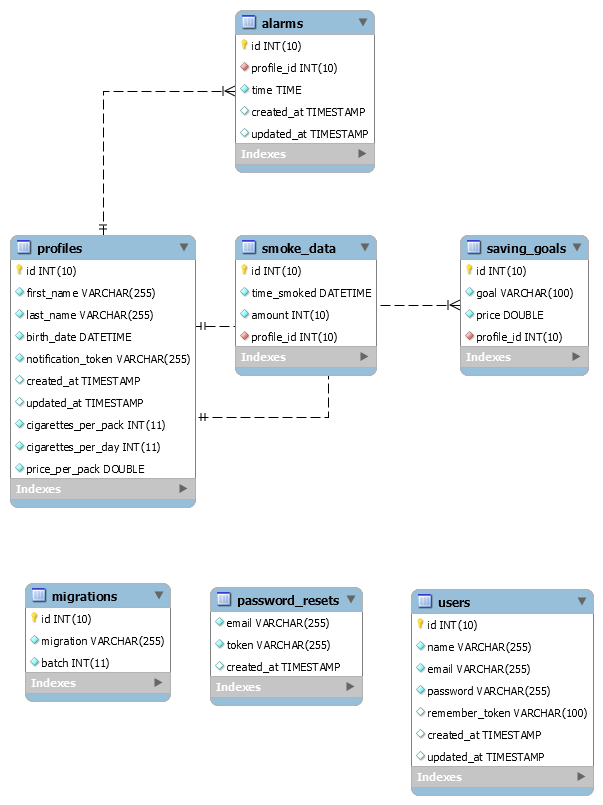 alarms
id INT(10)
profile_id INT(10)
time TIME
created_at TIMESTAMP
updated_at TIMESTAMP
Indexes
profiles
id INT(10)
first_name VARCHAR(255)
last_name VARCHAR(255)
birth_date DATETIME
notification_token VARCHAR(255)
created_at TIMESTAMP
updated_at TIMESTAMP
cigarettes_per_pack INT(11)
cigarettes_per_day INT(11)
price_per_pack DOUBLE
Indexes
smoke_data
id INT(10)
time_smoked DATETIME
amount INT(10)
profile_id INT(10)
Indexes
saving_goals
id INT(10)
goal VARCHAR(100)
price DOUBLE
profile_id INT(10)
Indexes
migrations
id INT(10)
migration VARCHAR(255)
batch INT(11)
Indexes
password_resets
email VARCHAR(255)
token VARCHAR(255)
created_at TIMESTAMP
Indexes
users
id INT(10)
name VARCHAR(255)
email VARCHAR(255)
password VARCHAR(255)
remember_token VARCHAR(100)
created_at TIMESTAMP
updated_at TIMESTAMP
Indexes